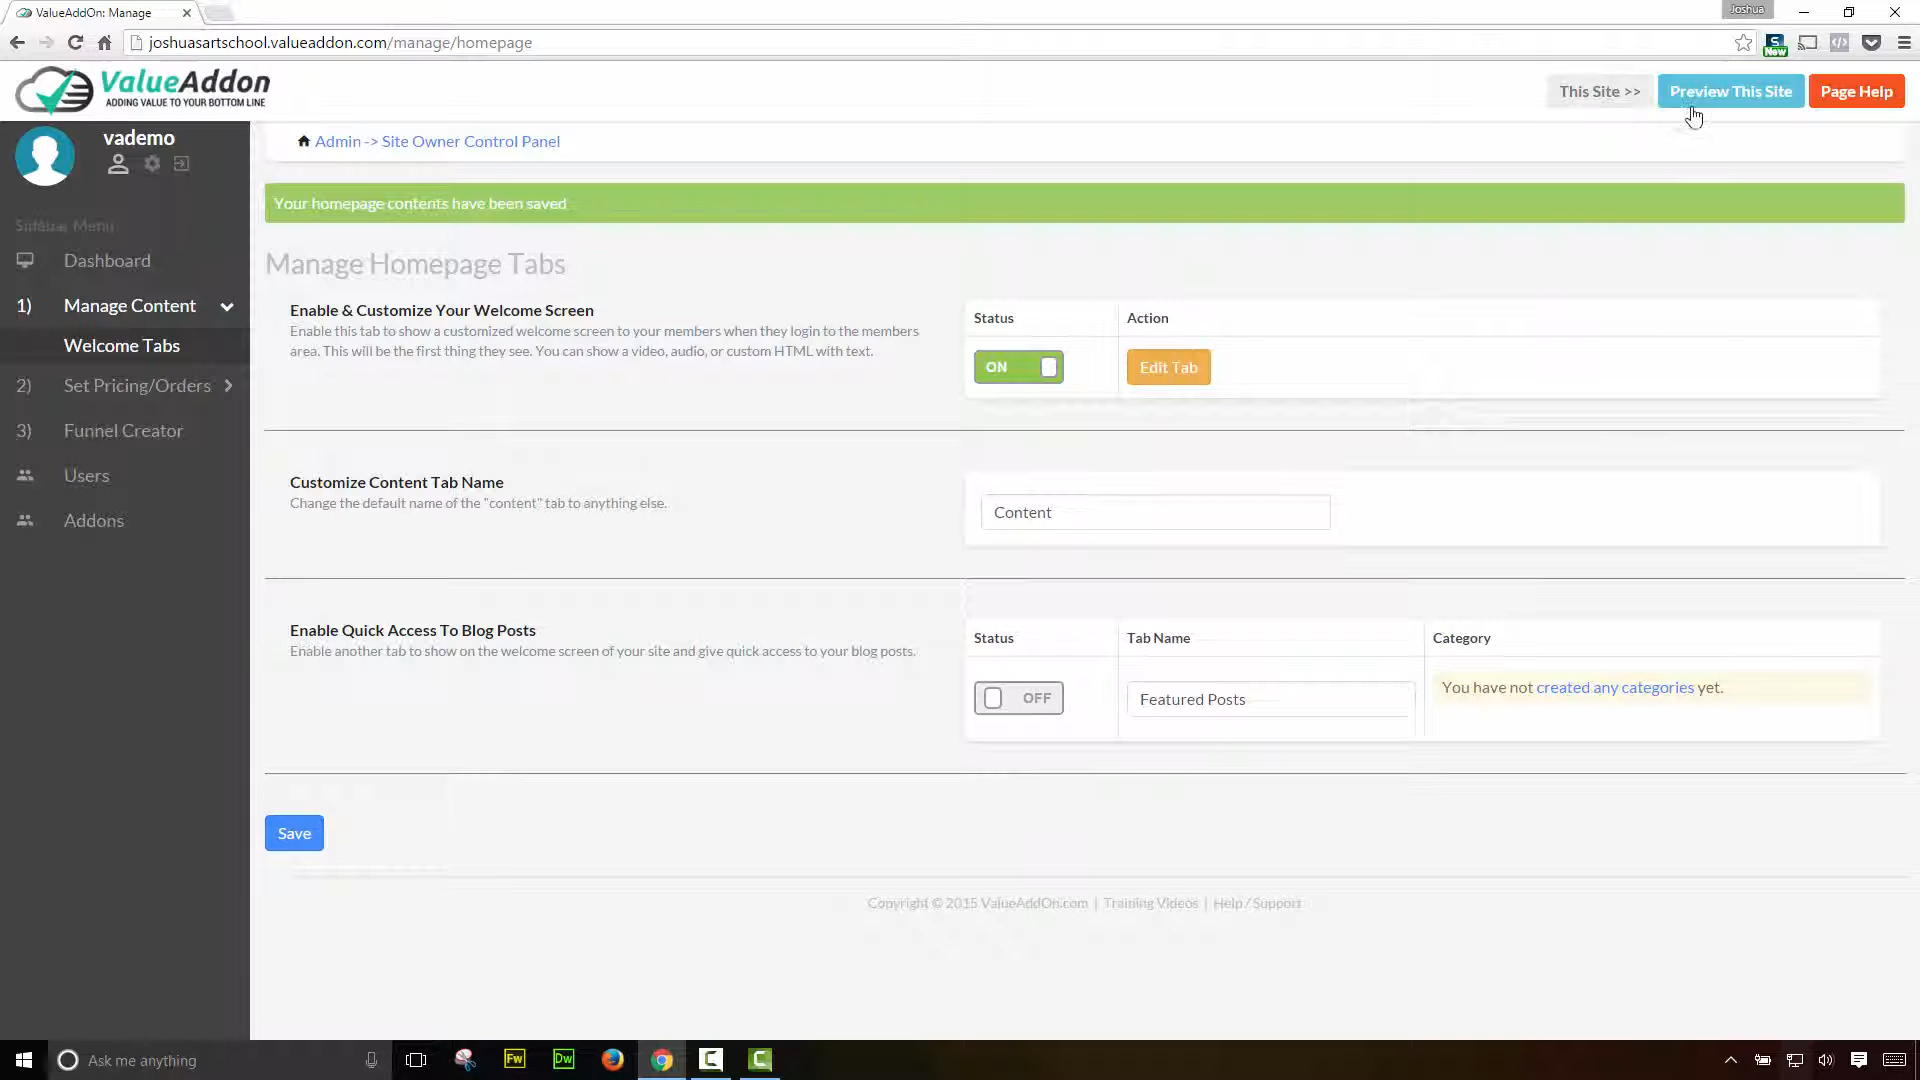 ValueAddOn: Manage
Joshua
joshuasartschool.valueaddon.com/manage/homepage
New
ValueAddon
ADDING VALUE TO YOUR BOTTOM LINE
This Site >>
Preview This Site
Page Help
vademo
Admin -> Site Owner Control Panel
Your homepage contents have been saved
Sidebar Menu
Dashboard
1) Manage Content
Welcome Tabs
2) Set Pricing/Orders
3) Funnel Creator
Users
Addons
Manage Homepage Tabs
Enable & Customize Your Welcome Screen
Enable this tab to show a customized welcome screen to your members when they login to the members
area. This will be the first thing they see. You can show a video, audio, or custom HTML with text.
Status Action
ON Edit Tab
Customize Content Tab Name
Change the default name of the "content" tab to anything else.
Content
Enable Quick Access To Blog Posts
Enable another tab to show on the welcome screen of your site and give quick access to your blog posts.
Status Tab Name Category
OFF Featured Posts You have not created any categories yet.
Save
Copyright © 2015 ValueAddOn.com | Training Videos | Help / Support
Ask me anything
Fw
Dw